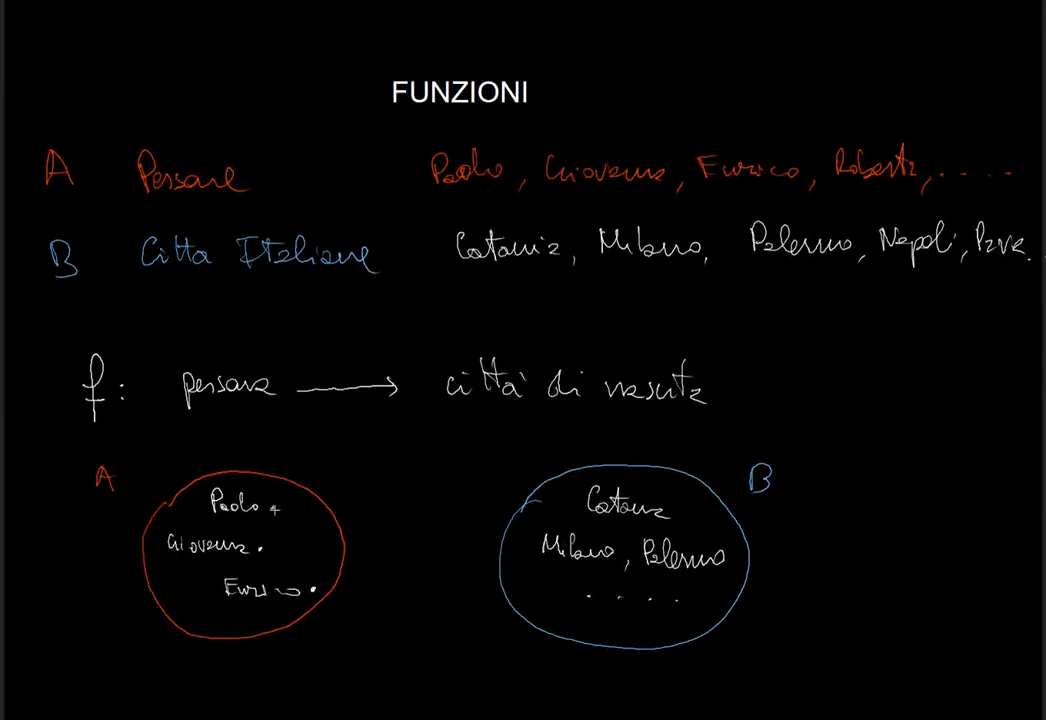 FUNZIONI
A Persone Paolo, Giovanna, Enrico, Roberta, ....
B Citta Italiane Catania, Milano, Palermo, Napoli,
f: persona → città di nascita
A B
Paolo Catania
Giovanna. Milano, Palermo
Enrico. ....